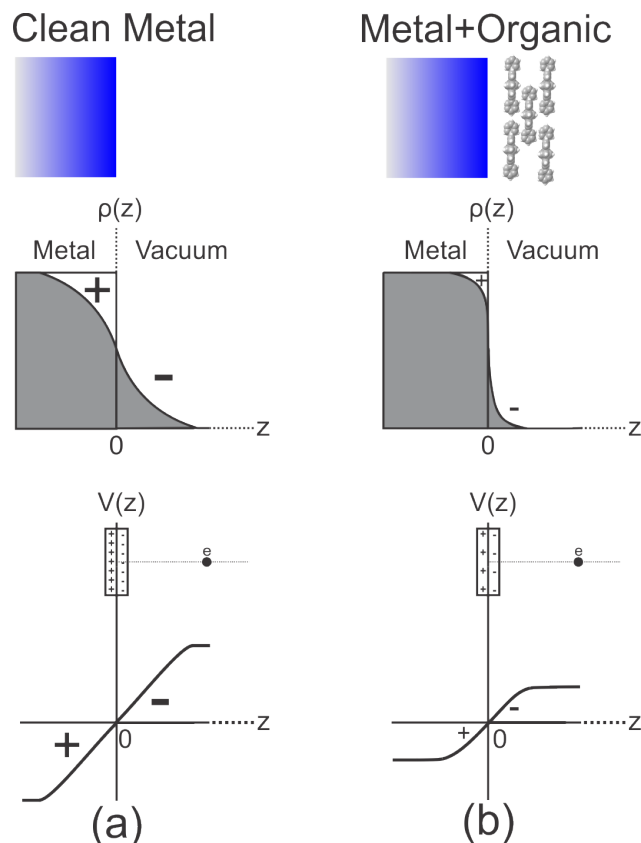 Clean Metal
Metal+Organic
ρ(z)
Metal
Vacuum
+
-
z
0
ρ(z)
Metal
Vacuum
+
-
z
0
V(z)
+ -
+ -
+ -
+ -
+ -
+ -
+ -
e
-
z
0
+
(a)
V(z)
+ -
+ -
+ -
+ -
e
-
z
0
+
(b)